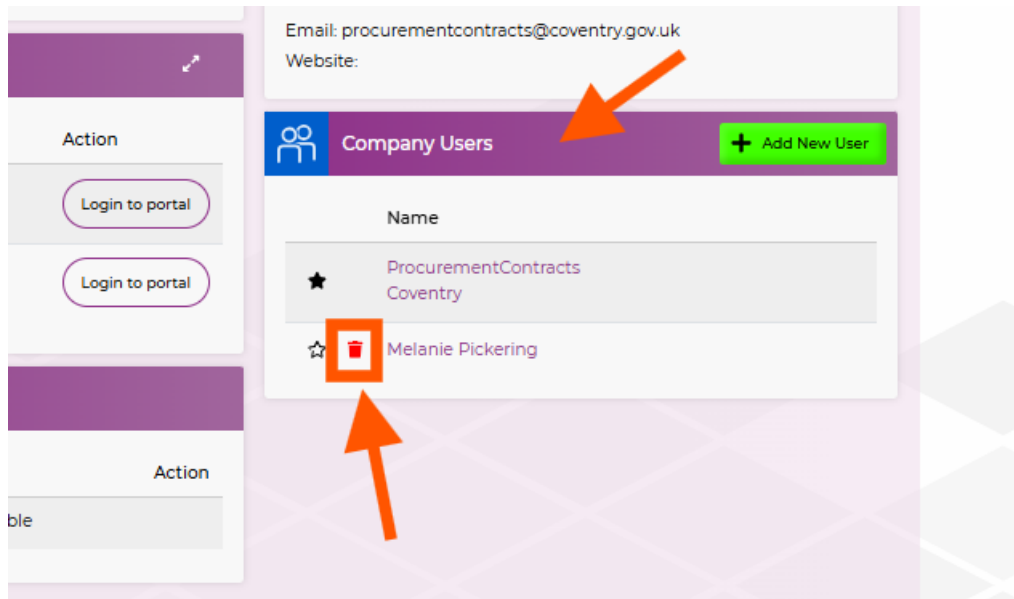 Email: procurementcontracts@coventry.gov.uk
Website:
Action
Login to portal
Login to portal
Action
ble
Company Users
Add New User
Name
ProcurementContracts
Coventry
Melanie Pickering